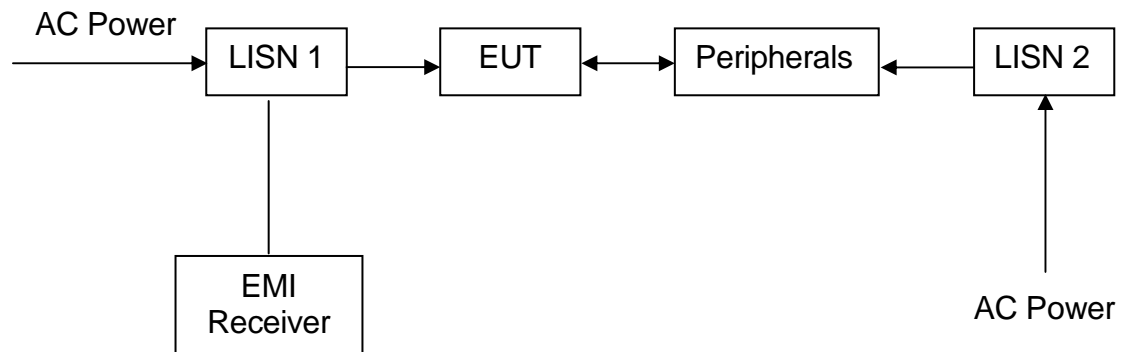 AC Power
LISN 1
EUT
Peripherals
LISN 2
EMI
Receiver
AC Power